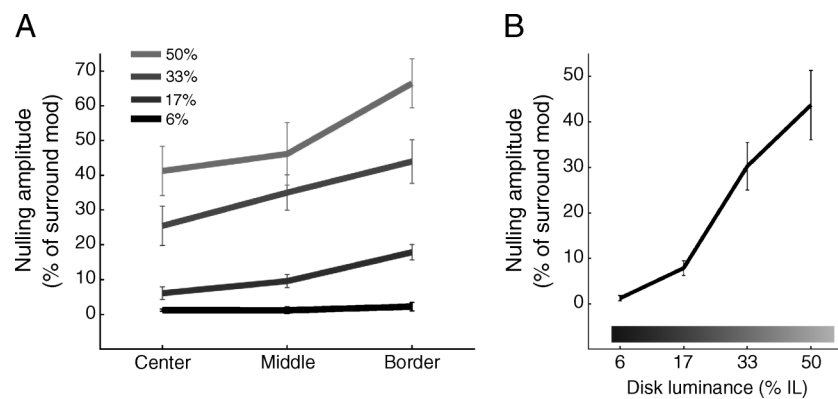 A
50%
33%
17%
6%
70
60
50
40
30
20
10
0
Nulling amplitude
(% of surround mod)
Center Middle Border
B
50
40
30
20
10
0
Nulling amplitude
(% of surround mod)
6 17 33 50
Disk luminance (% IL)